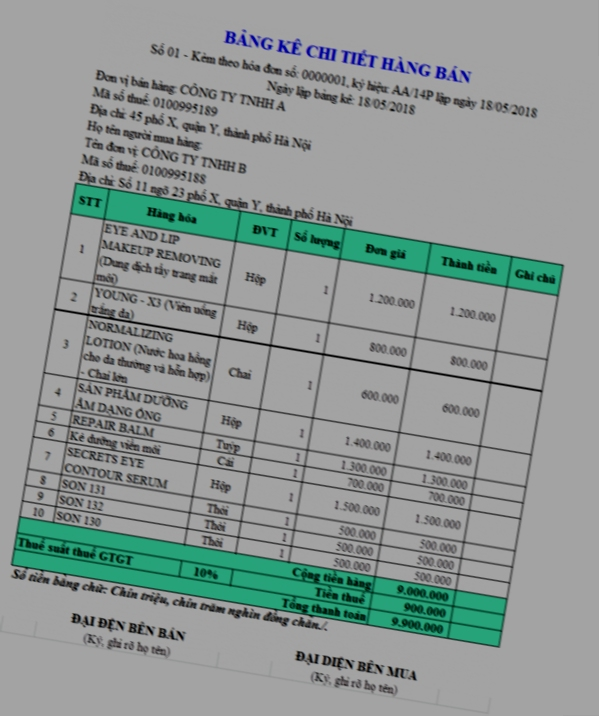 BẢNG KÊ CHI TIẾT HÀNG BÁN
Số 01 - Kèm theo hóa đơn số: 0000001, ký hiệu: AA/14P lập ngày 18/05/2018
Ngày lập bảng kê: 18/05/2018
Đơn vị bán hàng: CÔNG TY TNHH A
Mã số thuế: 0100995189
Địa chỉ: 45 phố X, quận Y, thành phố Hà Nội
Họ tên người mua hàng:
Tên đơn vị: CÔNG TY TNHH B
Mã số thuế: 0100995188
Địa chỉ: Số 11 ngõ 23 phố X, quận Y, thành phố Hà Nội
STT Hàng hóa ĐVT Số lượng Đơn giá Thành tiền Ghi chú
1 EYE AND LIP MAKEUP REMOVING (Dung dịch tẩy trang mắt môi) Hộp 1 1.200.000 1.200.000
2 YOUNG - X3 (Viên uống trắng da) Hộp 1 800.000 800.000
3 NORMALIZING LOTION (Nước hoa hồng cho da thường và hỗn hợp) - Chai lớn Chai 1 600.000 600.000
4 SẢN PHẨM DƯỠNG ẨM DẠNG ỐNG Hộp 1 1.400.000 1.400.000
5 REPAIR BALM Tuýp 1 1.300.000 1.300.000
6 Kẻ dưỡng viền môi Cái 1 700.000 700.000
7 SECRETS EYE CONTOUR SERUM Hộp 1 1.500.000 1.500.000
8 SON 131 Thỏi 1 500.000 500.000
9 SON 132 Thỏi 1 500.000 500.000
10 SON 130 Thỏi 1 500.000 500.000
Cộng tiền hàng 9.000.000
Thuế suất thuế GTGT 10% Tiền thuế 900.000
Tổng thanh toán 9.900.000
Số tiền bằng chữ: Chín triệu, chín trăm nghìn đồng chẵn./.
ĐẠI DIỆN BÊN BÁN
(Ký, ghi rõ họ tên)
ĐẠI DIỆN BÊN MUA
(Ký, ghi rõ họ tên)